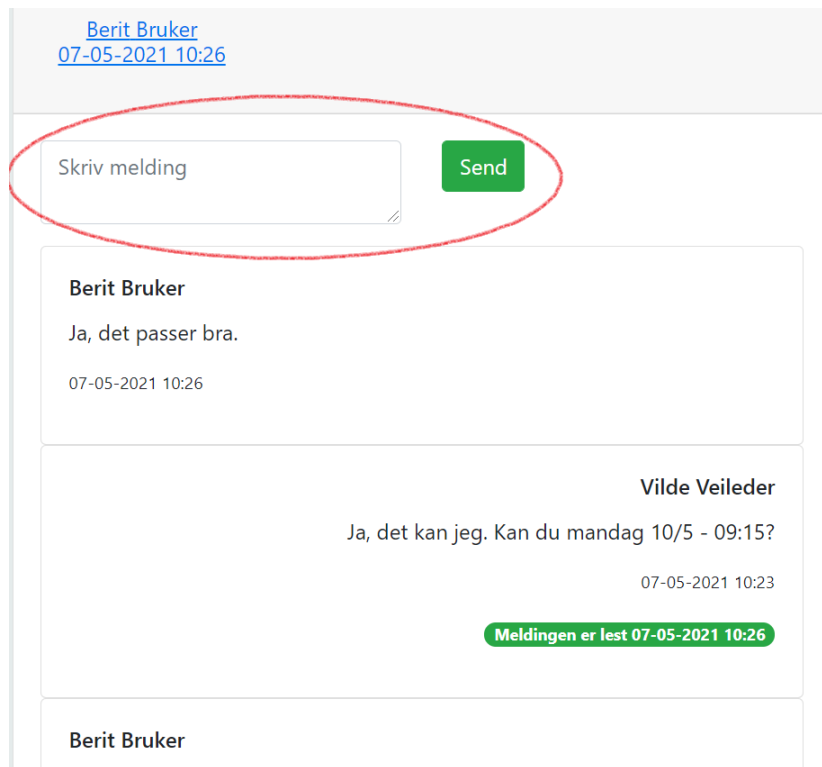 Berit Bruker
07-05-2021 10:26
Skriv melding
Send
Berit Bruker
Ja, det passer bra.
07-05-2021 10:26
Vilde Veileder
Ja, det kan jeg. Kan du mandag 10/5 - 09:15?
07-05-2021 10:23
Meldingen er lest 07-05-2021 10:26
Berit Bruker